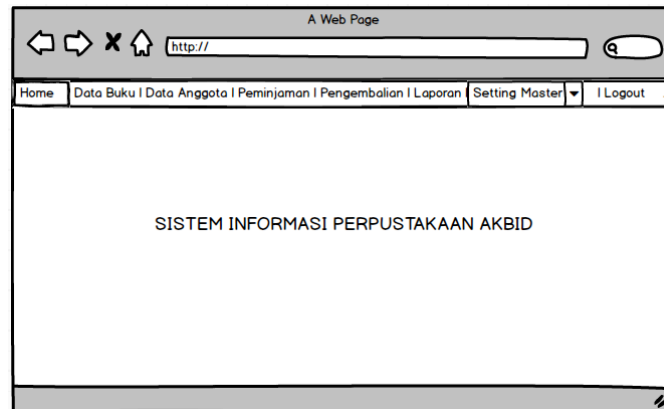 A Web Page
http://
Home Data Buku I Data Anggota I Peminjaman I Pengembalian I Laporan I Setting Master I Logout
SISTEM INFORMASI PERPUSTAKAAN AKBID